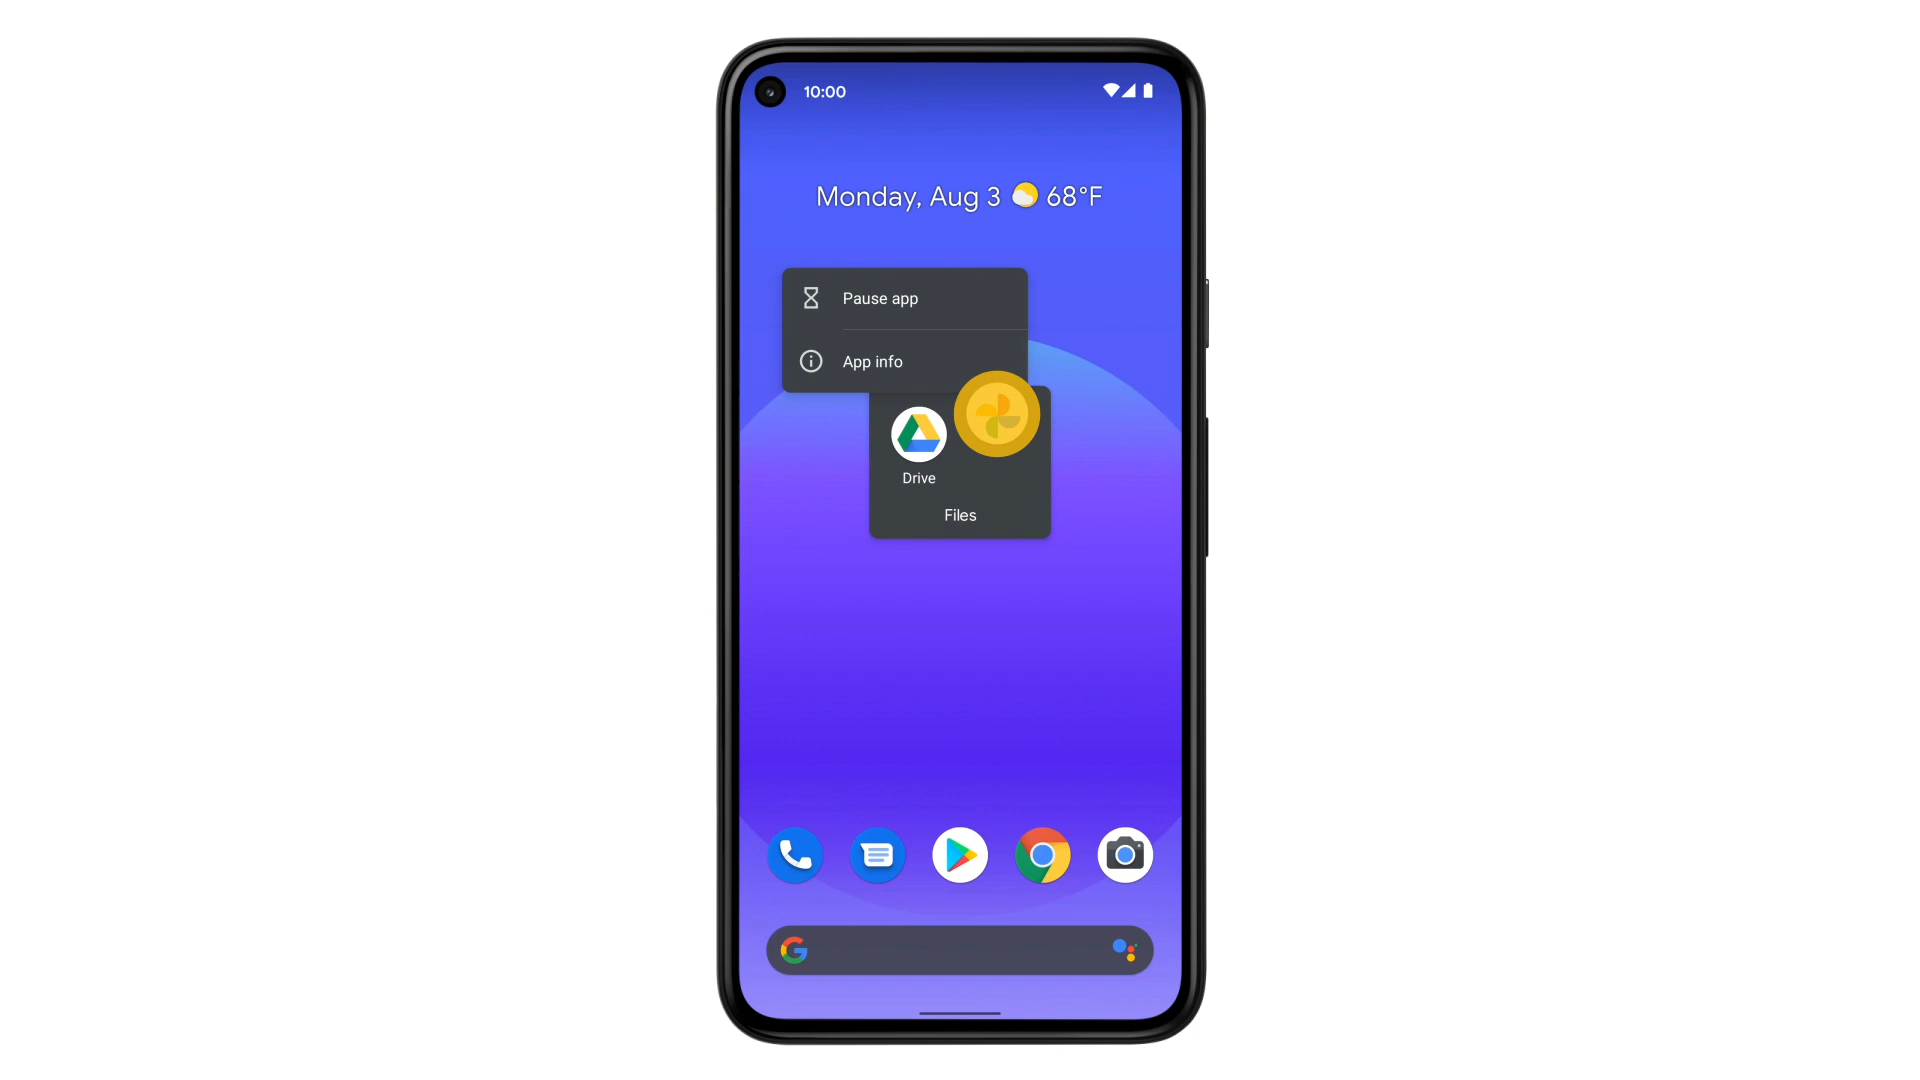 10:00
Monday, Aug 3 68°F
Pause app
App info
Drive
Files